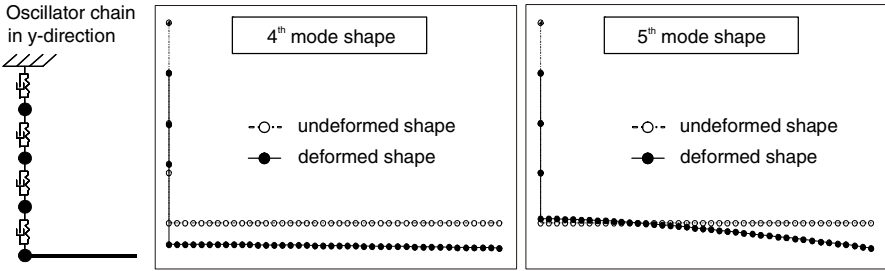 Oscillator chain
in y-direction
4th mode shape
undeformed shape
deformed shape
5th mode shape
undeformed shape
deformed shape